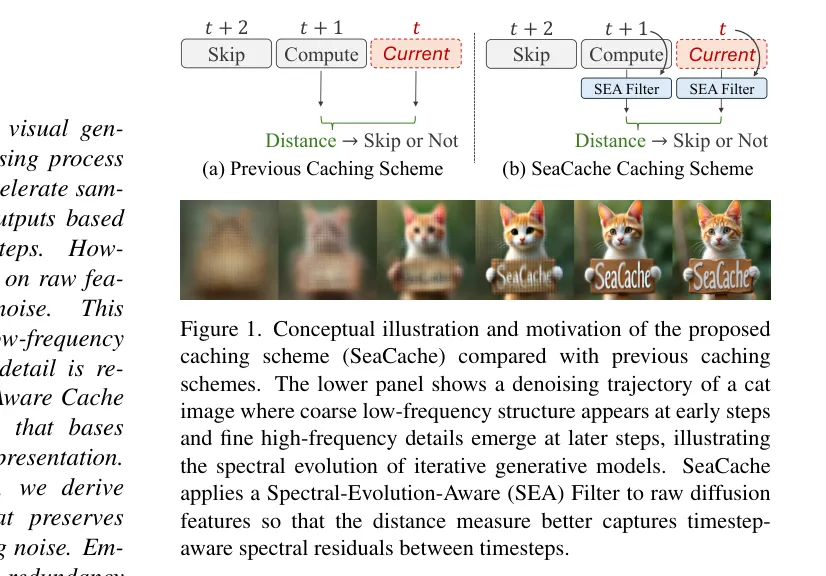 visual gen-
sing process
celerate sam-
utputs based
teps. How-
on raw fea-
noise. This
ow-frequency
detail is re-
Aware Cache
that bases
presentation.
, we derive
at preserves
g noise. Em-
redundancy
t + 2 t + 1 t
Skip Compute Current
Distance → Skip or Not
(a) Previous Caching Scheme
t + 2 t + 1 t
Skip Compute Current
SEA Filter SEA Filter
Distance → Skip or Not
(b) SeaCache Caching Scheme
SeaCache SeaCache SeaCache
Figure 1. Conceptual illustration and motivation of the proposed
caching scheme (SeaCache) compared with previous caching
schemes. The lower panel shows a denoising trajectory of a cat
image where coarse low-frequency structure appears at early steps
and fine high-frequency details emerge at later steps, illustrating
the spectral evolution of iterative generative models. SeaCache
applies a Spectral-Evolution-Aware (SEA) Filter to raw diffusion
features so that the distance measure better captures timestep-
aware spectral residuals between timesteps.